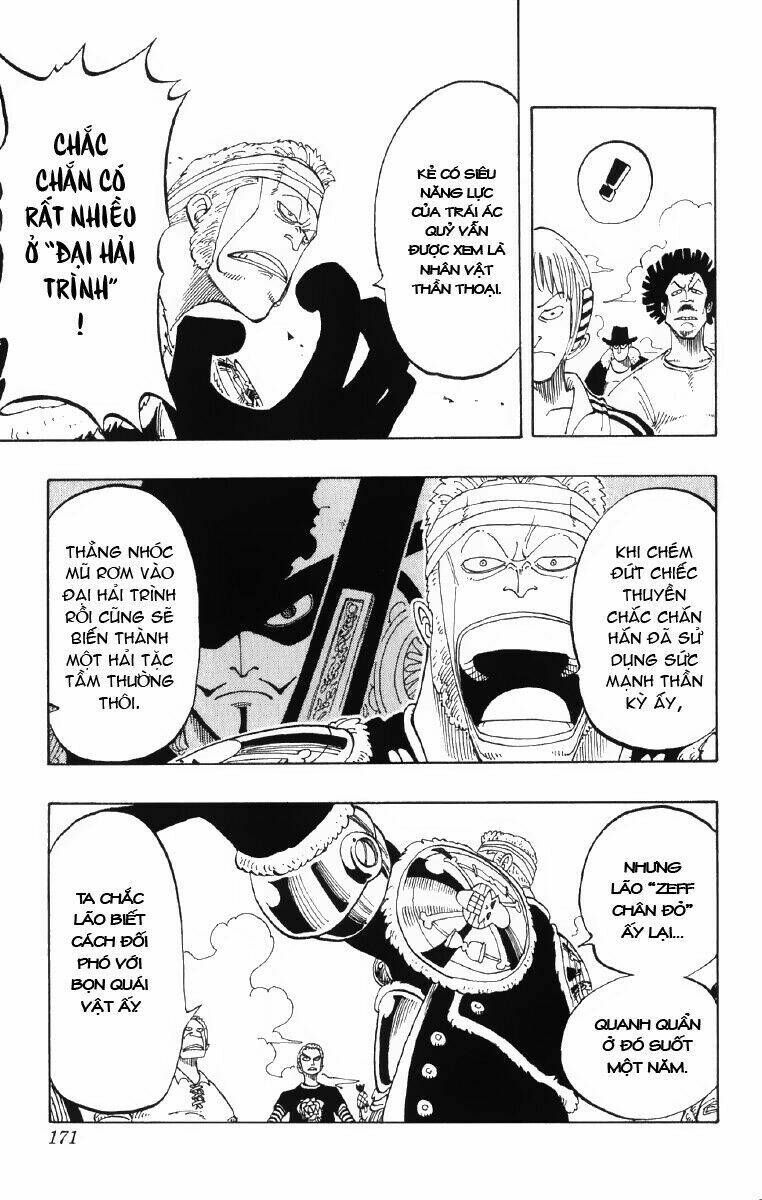 !
KẺ CÓ SIÊU
NĂNG LỰC
CỦA TRÁI ÁC
QUỶ VẪN
ĐƯỢC XEM LÀ
NHÂN VẬT
THẦN THOẠI.
CHẮC
CHẮN CÓ
RẤT NHIỀU
Ở "ĐẠI HẢI
TRÌNH"
!
KHI CHÉM
ĐỨT CHIẾC
THUYỀN
CHẮC CHẮN
HẮN ĐÃ SỬ
DỤNG SỨC
MẠNH THẦN
KỲ ẤY,
THẰNG NHÓC
MŨ RƠM VÀO
ĐẠI HẢI TRÌNH
RỒI CŨNG SẼ
BIẾN THÀNH
MỘT HẢI TẶC
TẦM THƯỜNG
THÔI.
NHƯNG
LÃO "ZEFF
CHÂN ĐỎ"
ẤY LẠI...
QUANH QUẨN
Ở ĐÓ SUỐT
MỘT NĂM.
TA CHẮC
LÃO BIẾT
CÁCH ĐỐI
PHÓ VỚI
BỌN QUÁI
VẬT ẤY
171